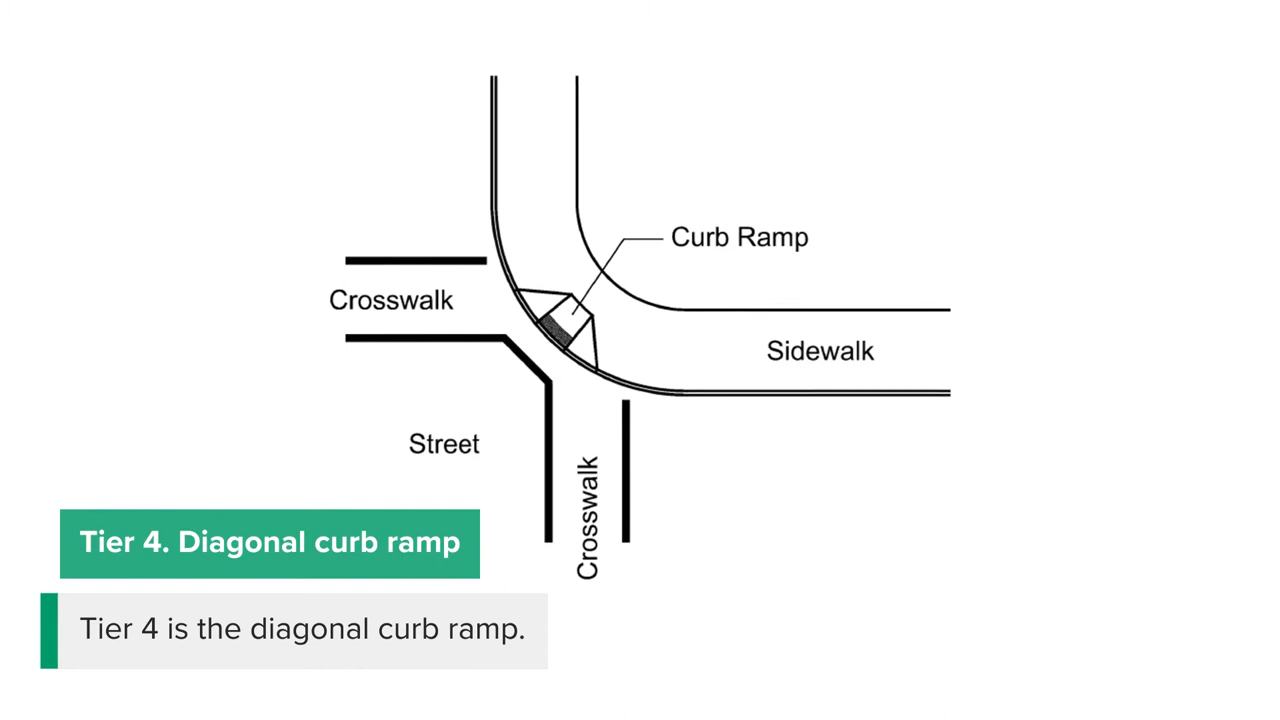 Curb Ramp
Crosswalk
Sidewalk
Street
Crosswalk
Tier 4. Diagonal curb ramp
Tier 4 is the diagonal curb ramp.